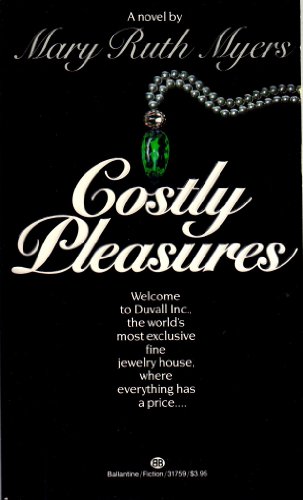 A novel by
Mary Ruth Myers
Costly
Pleasures
Welcome
to Duvall Inc.,
the world's
most exclusive
fine
jewelry house,
where
everything has
a price....
BB
Ballantine/Fiction/31759/$3.95